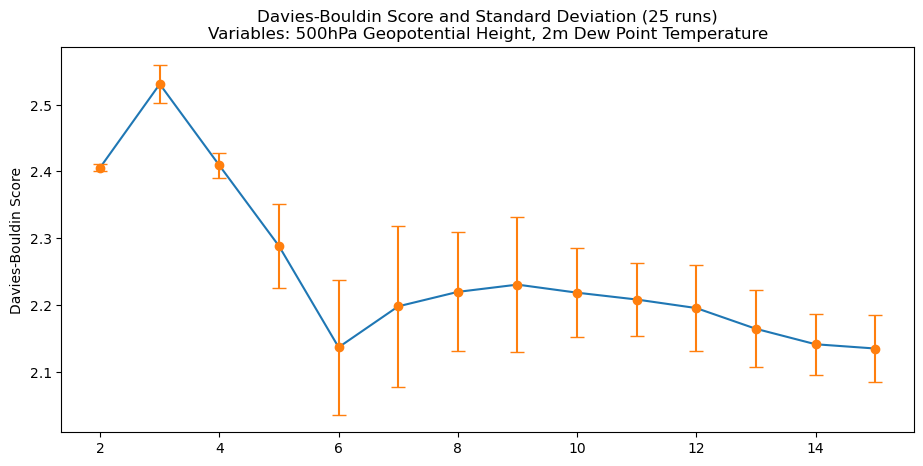 Davies-Bouldin Score and Standard Deviation (25 runs)
Variables: 500hPa Geopotential Height, 2m Dew Point Temperature
Davies-Bouldin Score
2.5
2.4
2.3
2.2
2.1
2 4 6 8 10 12 14